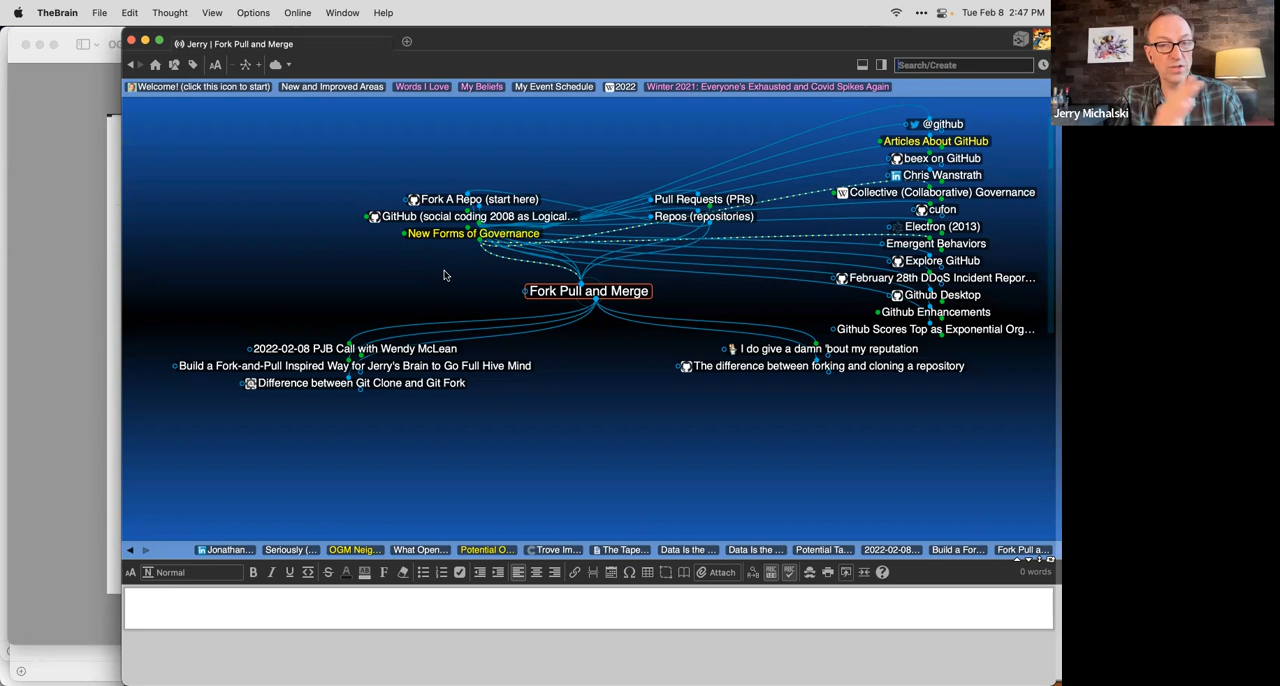 TheBrain File Edit Thought View Options Online Window Help
Tue Feb 8 2:47 PM
Jerry | Fork Pull and Merge
Search/Create
Welcome! (click this icon to start) New and Improved Areas Words I Love My Beliefs My Event Schedule 2022 Winter 2021: Everyone's Exhausted and Covid Spikes Again
Jerry Michalski
@github
Articles About GitHub
beex on GitHub
Chris Wanstrath
Collective (Collaborative) Governance
cufon
Electron (2013)
Emergent Behaviors
Explore GitHub
February 28th DDoS Incident Repor...
Github Desktop
Github Enhancements
Github Scores Top as Exponential Org...
Fork A Repo (start here)
GitHub (social coding 2008 as Logical...
New Forms of Governance
Pull Requests (PRs)
Repos (repositories)
Fork Pull and Merge
2022-02-08 PJB Call with Wendy McLean
Build a Fork-and-Pull Inspired Way for Jerry's Brain to Go Full Hive Mind
Difference between Git Clone and Git Fork
I do give a damn 'bout my reputation
The difference between forking and cloning a repository
Jonathan... Seriously (... OGM Neig... What Open... Potential O... Trove Im... The Tape... Data Is the ... Data Is the ... Potential Ta... 2022-02-08... Build a For... Fork Pull a...
Normal
Attach
0 words